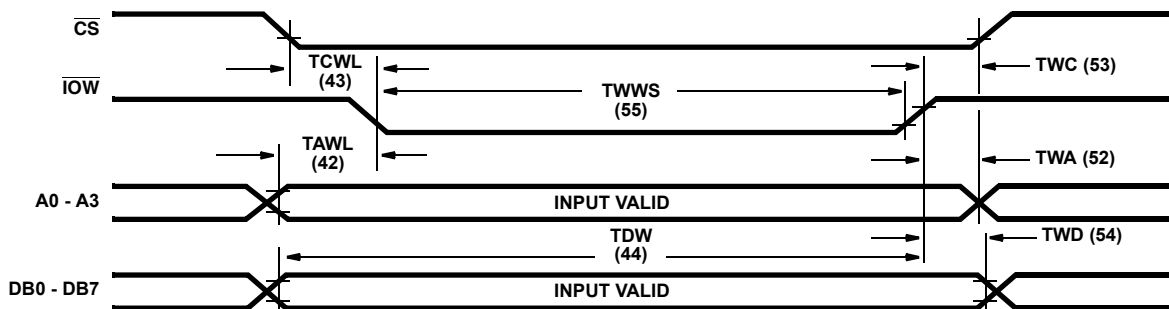 CS
TCWL
(43)
TWC (53)
IOW
TWWS
(55)
TAWL
(42)
TWA (52)
A0 - A3
INPUT VALID
TDW
(44)
TWD (54)
DB0 - DB7
INPUT VALID